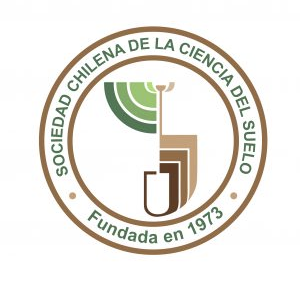 SOCIEDAD CHILENA DE LA CIENCIA DEL SUELO
Fundada en 1973